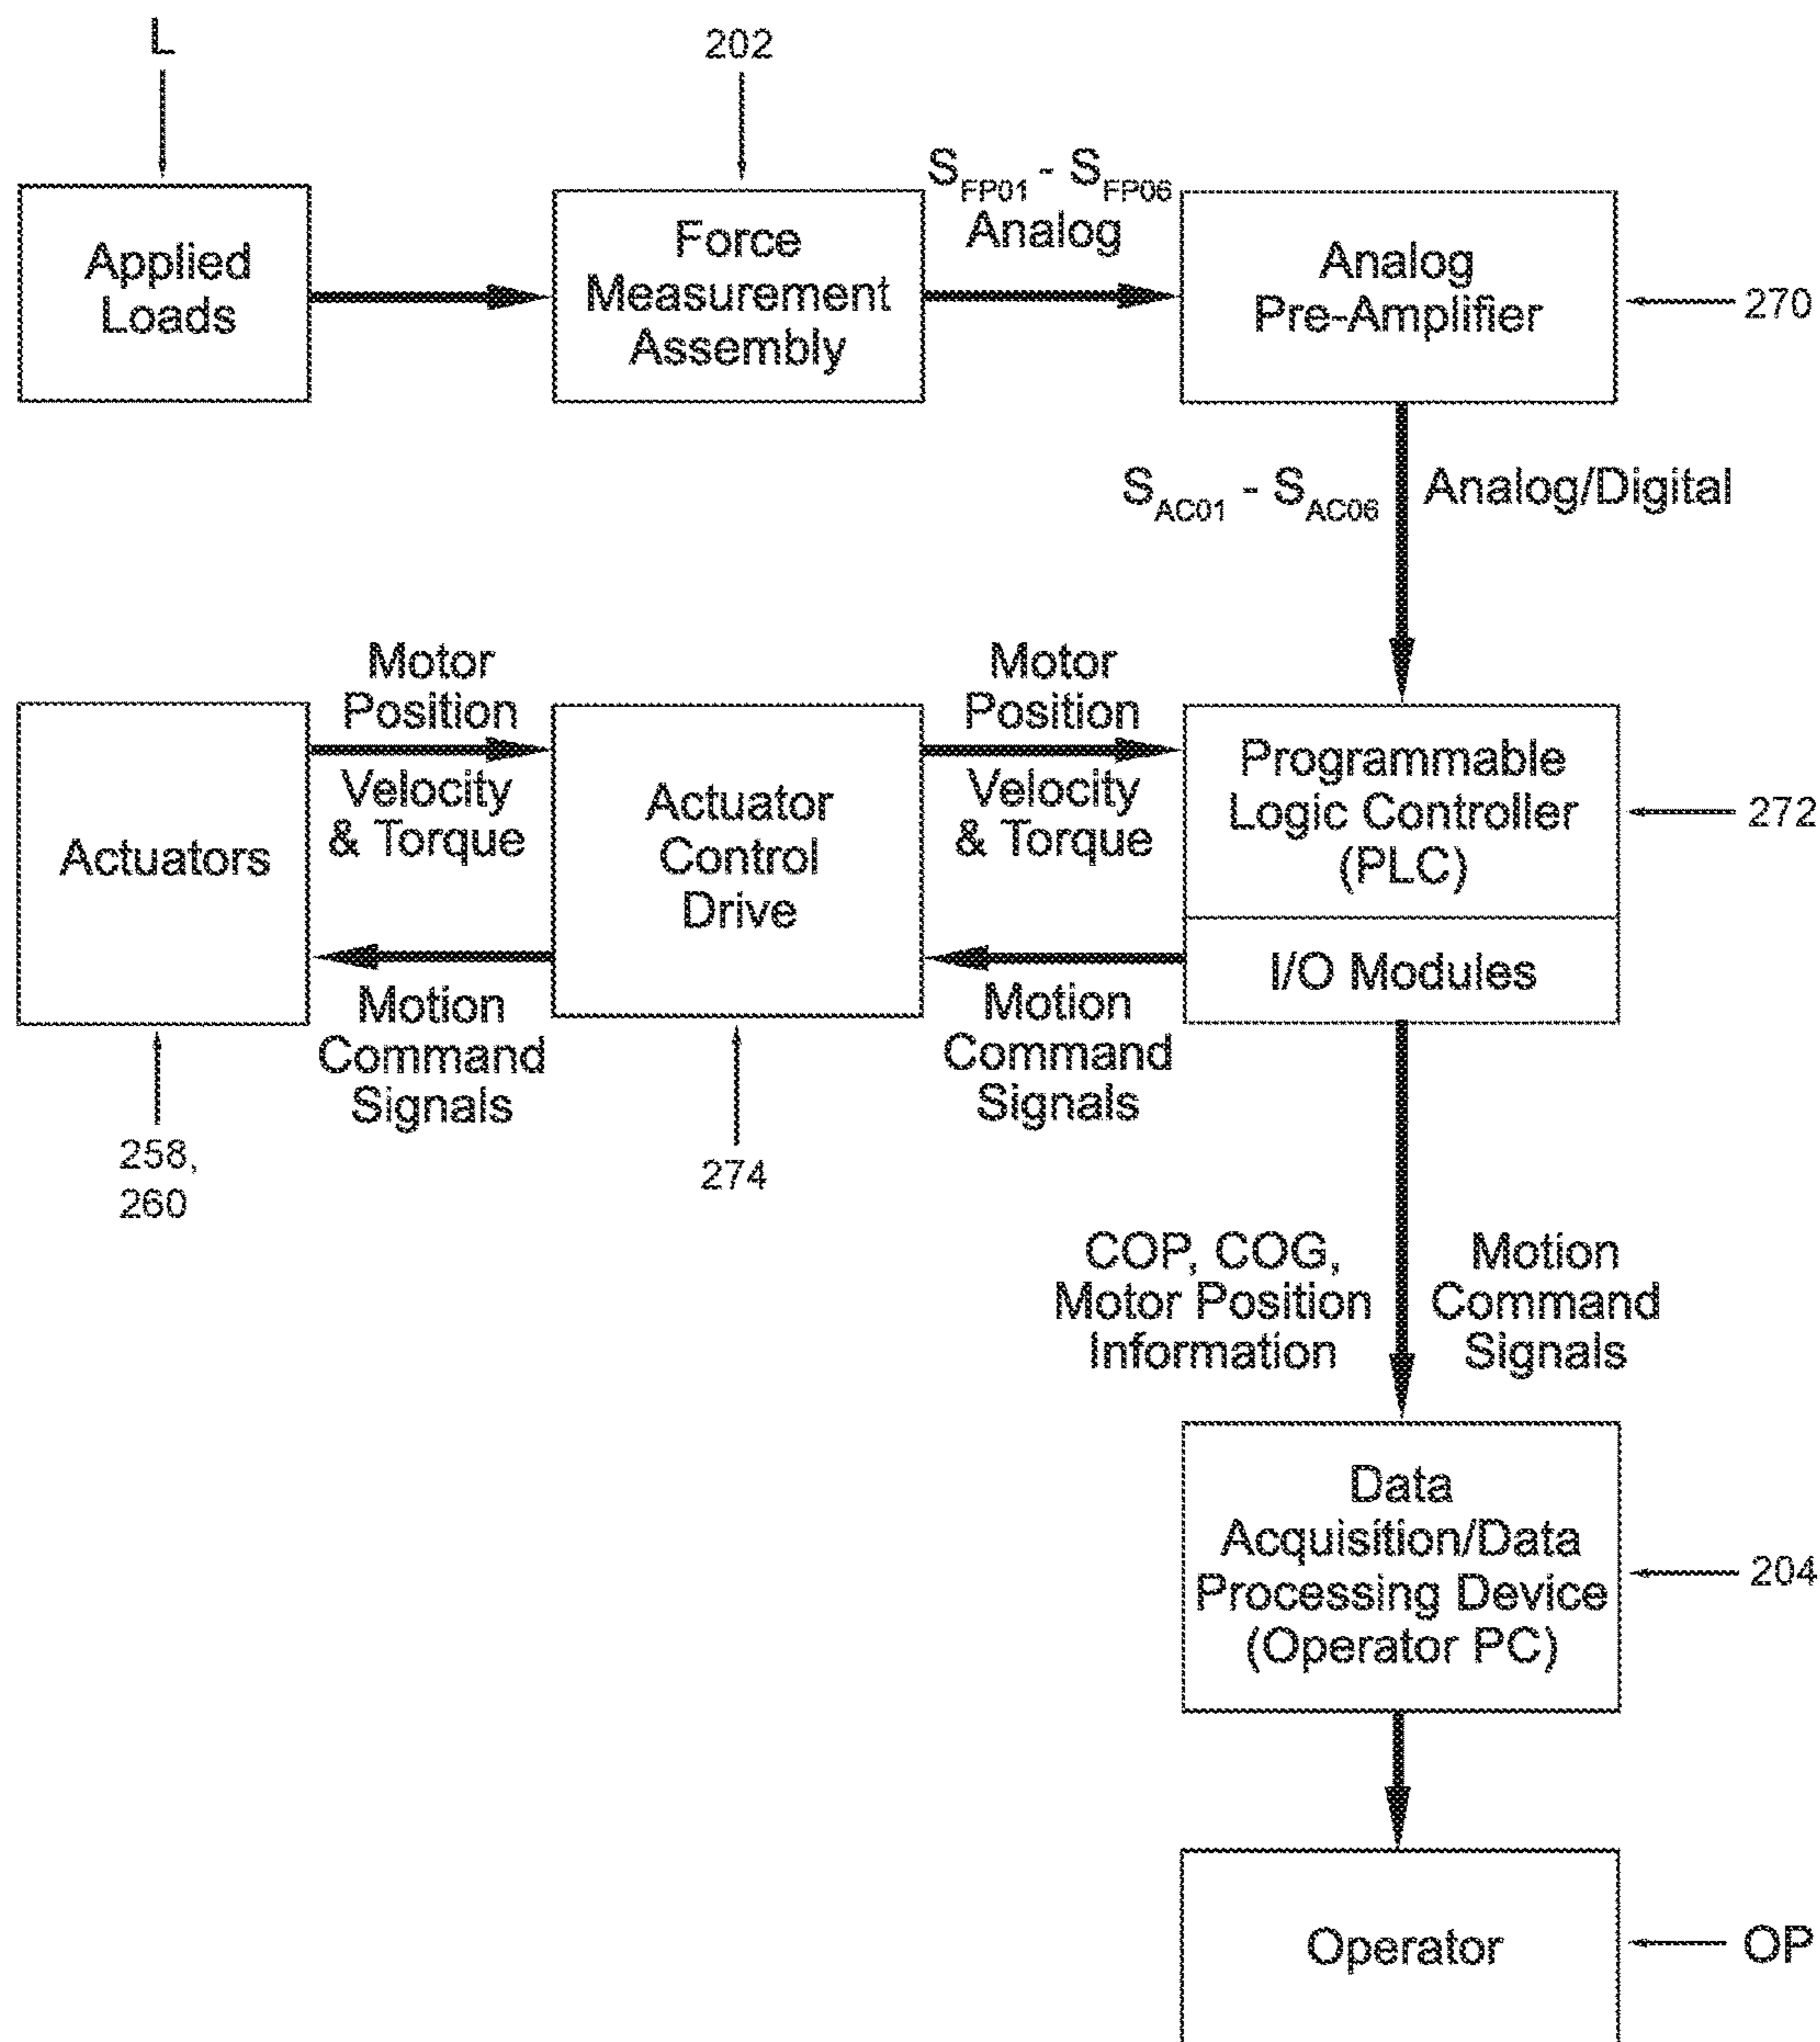 L
202
Applied
Loads
Force
Measurement
Assembly
S_FP01 - S_FP06
Analog
Analog
Pre-Amplifier
270
S_AC01 - S_AC06
Analog/Digital
Actuators
258,
260
Motor
Position
Velocity
& Torque
Motion
Command
Signals
Actuator
Control
Drive
274
Motor
Position
Velocity
& Torque
Motion
Command
Signals
Programmable
Logic Controller
(PLC)
I/O Modules
272
COP, COG,
Motor Position
Information
Motion
Command
Signals
Data
Acquisition/Data
Processing Device
(Operator PC)
204
Operator
OP